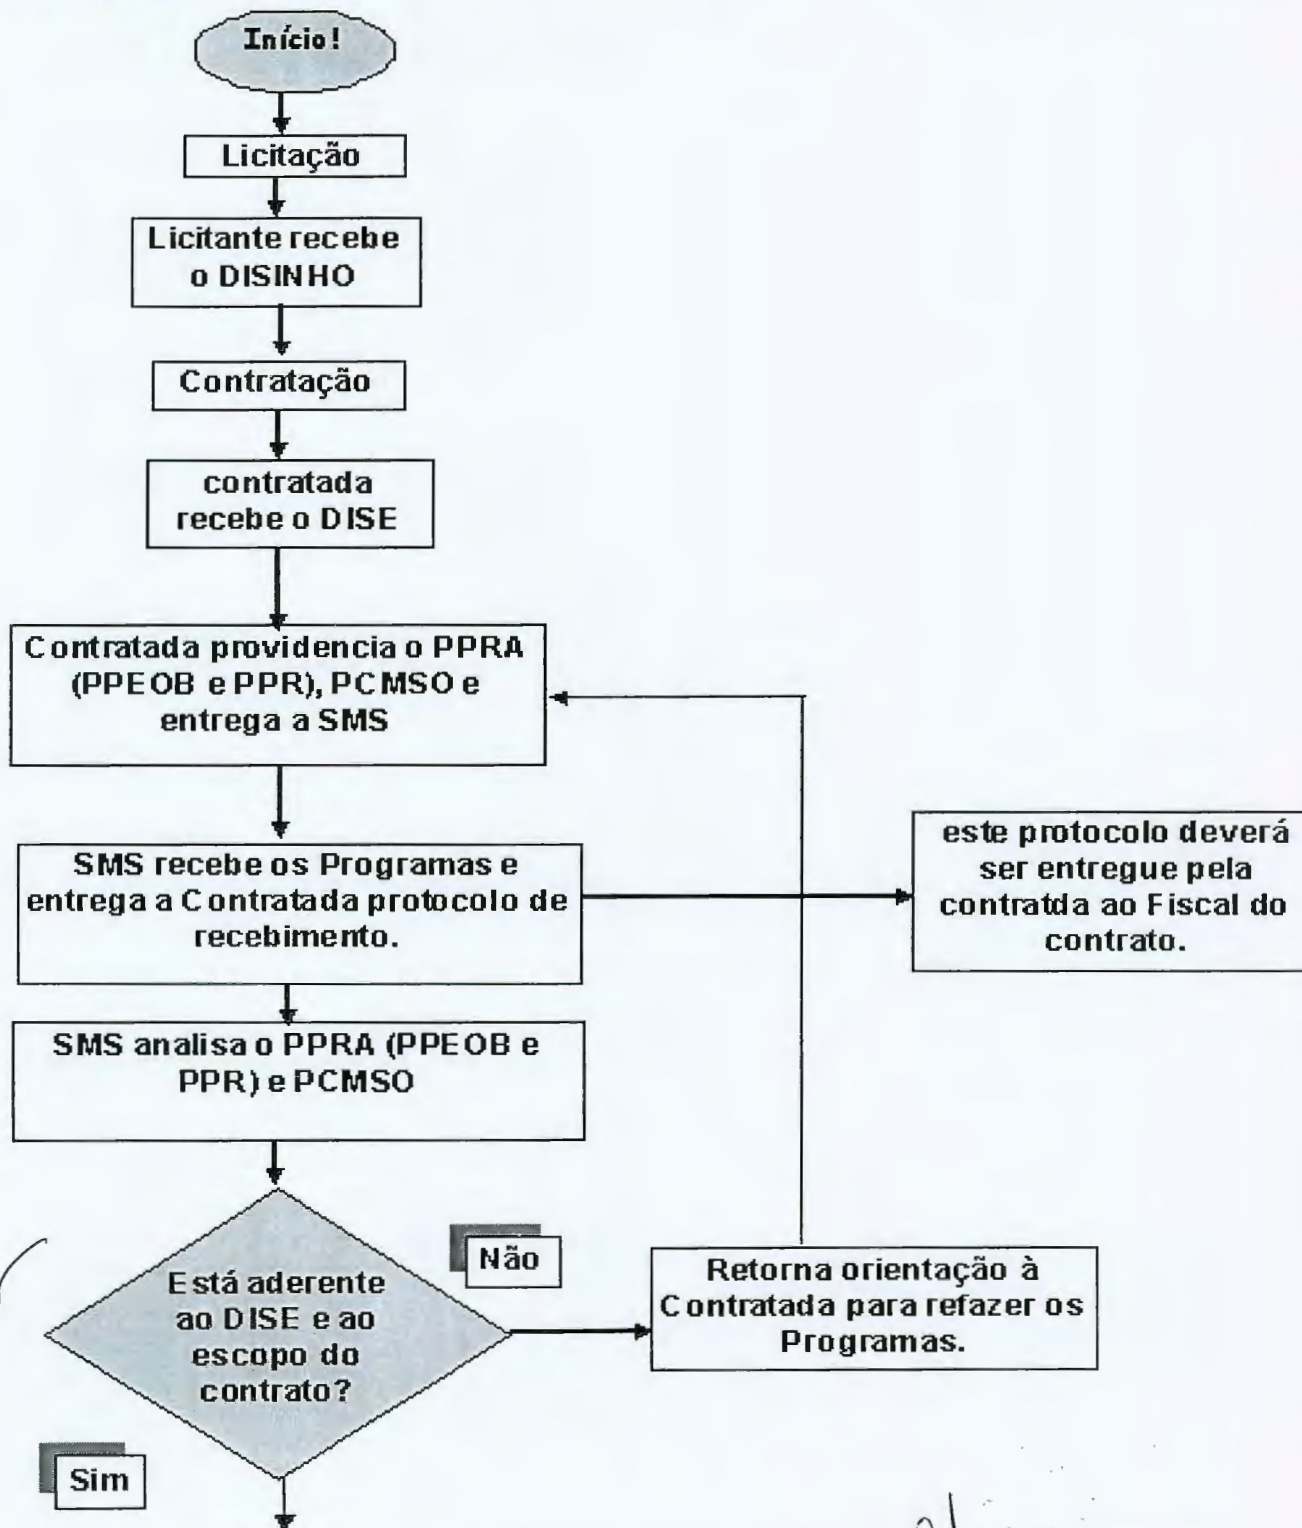 Início!
Licitação
Licitante recebe
o DISINHO
Contratação
contratada
recebe o DISE
Contratada providencia o PPRA
(PPEOB e PPR), PCMSO e
entrega a SMS
SMS recebe os Programas e
entrega a Contratada protocolo de
recebimento.
este protocolo deverá
ser entregue pela
contratda ao Fiscal do
contrato.
SMS analisa o PPRA (PPEOB e
PPR) e PCMSO
Está aderente
ao DISE e ao
escopo do
contrato?
Não
Retorna orientação à
Contratada para refazer os
Programas.
Sim